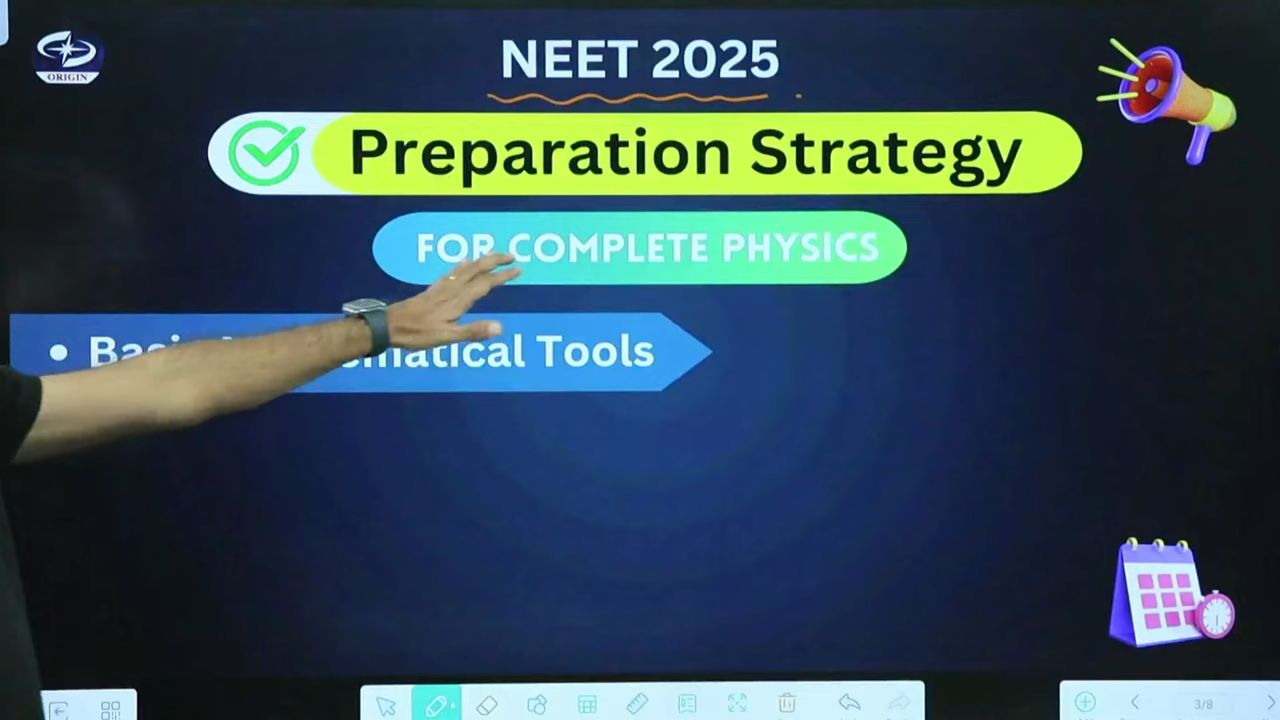 ORIGIN
NEET 2025
Preparation Strategy
FOR COMPLETE PHYSICS
• Tools
3/8